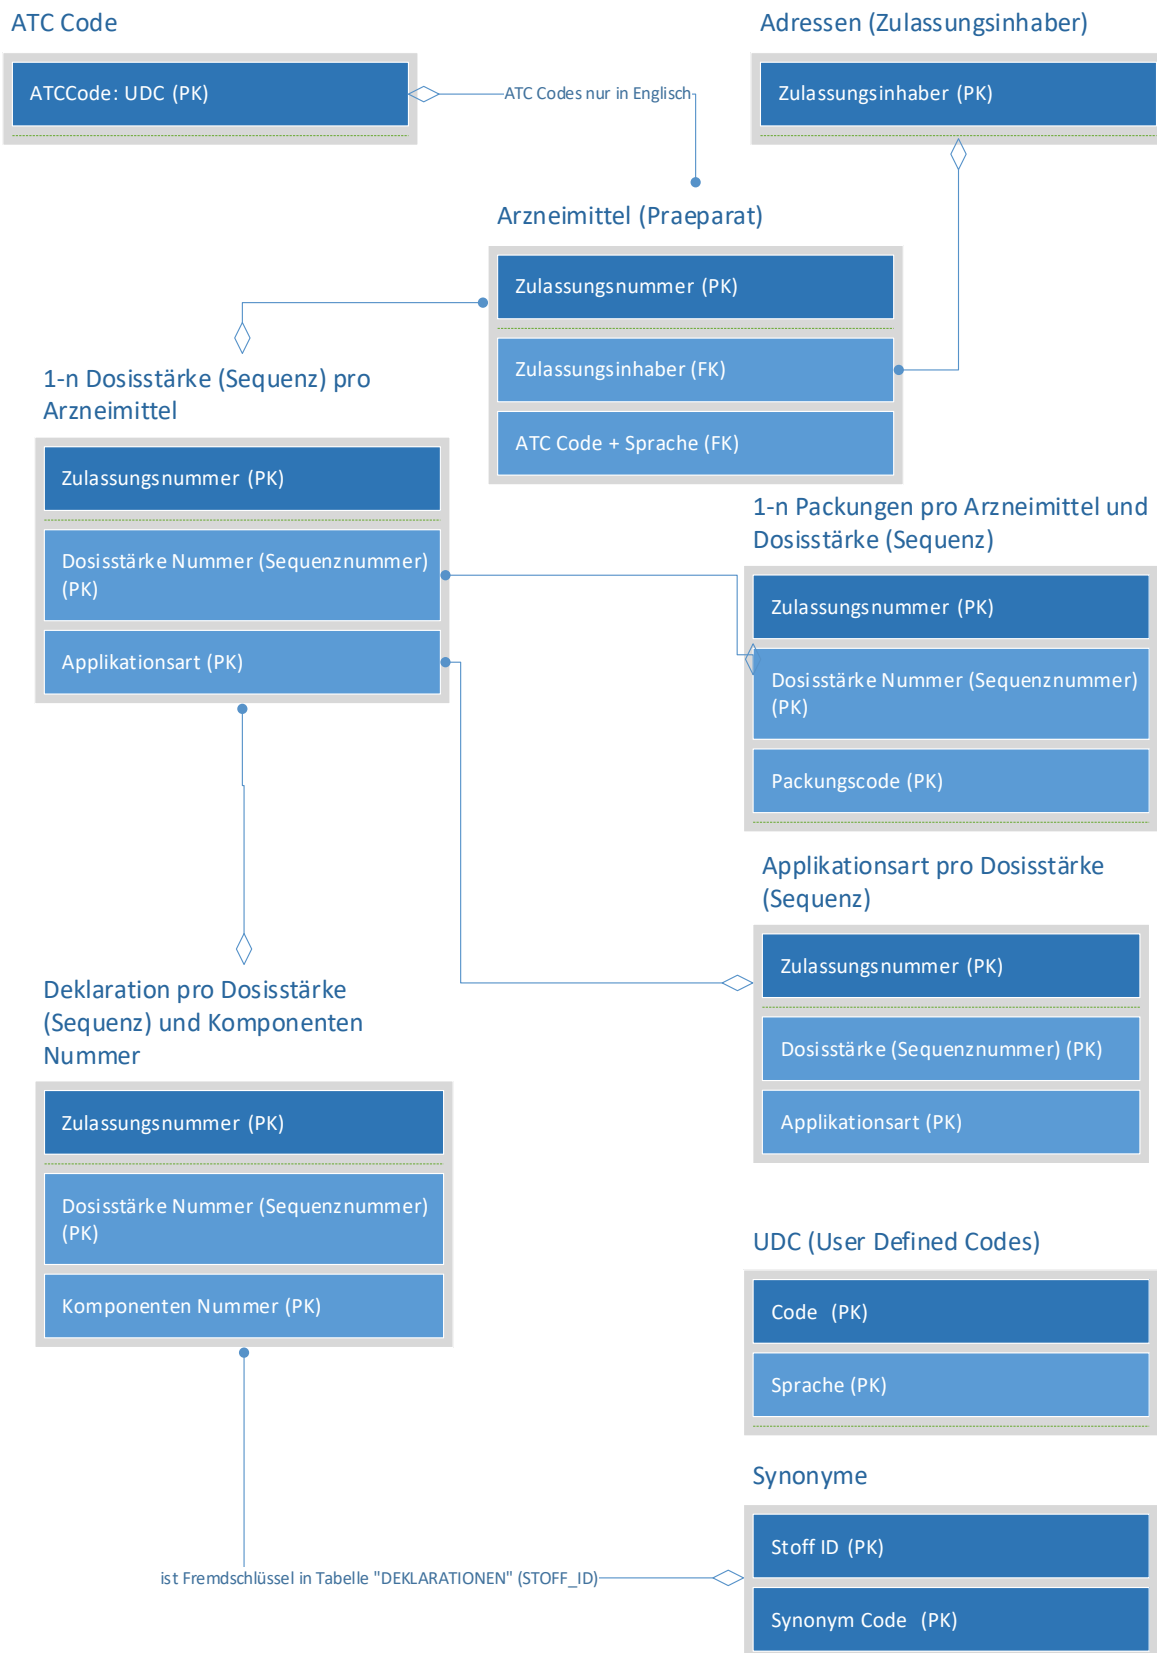 ATC Code
ATCCode: UDC (PK)
ATC Codes nur in Englisch
Adressen (Zulassungsinhaber)
Zulassungsinhaber (PK)
Arzneimittel (Praeparat)
Zulassungsnummer (PK)
Zulassungsinhaber (FK)
ATC Code + Sprache (FK)
1-n Dosisstärke (Sequenz) pro
Arzneimittel
Zulassungsnummer (PK)
Dosisstärke Nummer (Sequenznummer)
(PK)
Applikationsart (PK)
1-n Packungen pro Arzneimittel und
Dosisstärke (Sequenz)
Zulassungsnummer (PK)
Dosisstärke Nummer (Sequenznummer)
(PK)
Packungscode (PK)
Applikationsart pro Dosisstärke
(Sequenz)
Zulassungsnummer (PK)
Dosisstärke (Sequenznummer) (PK)
Applikationsart (PK)
Deklaration pro Dosisstärke
(Sequenz) und Komponenten
Nummer
Zulassungsnummer (PK)
Dosisstärke Nummer (Sequenznummer)
(PK)
Komponenten Nummer (PK)
UDC (User Defined Codes)
Code (PK)
Sprache (PK)
Synonyme
Stoff ID (PK)
Synonym Code (PK)
ist Fremdschlüssel in Tabelle "DEKLARATIONEN" (STOFF_ID)